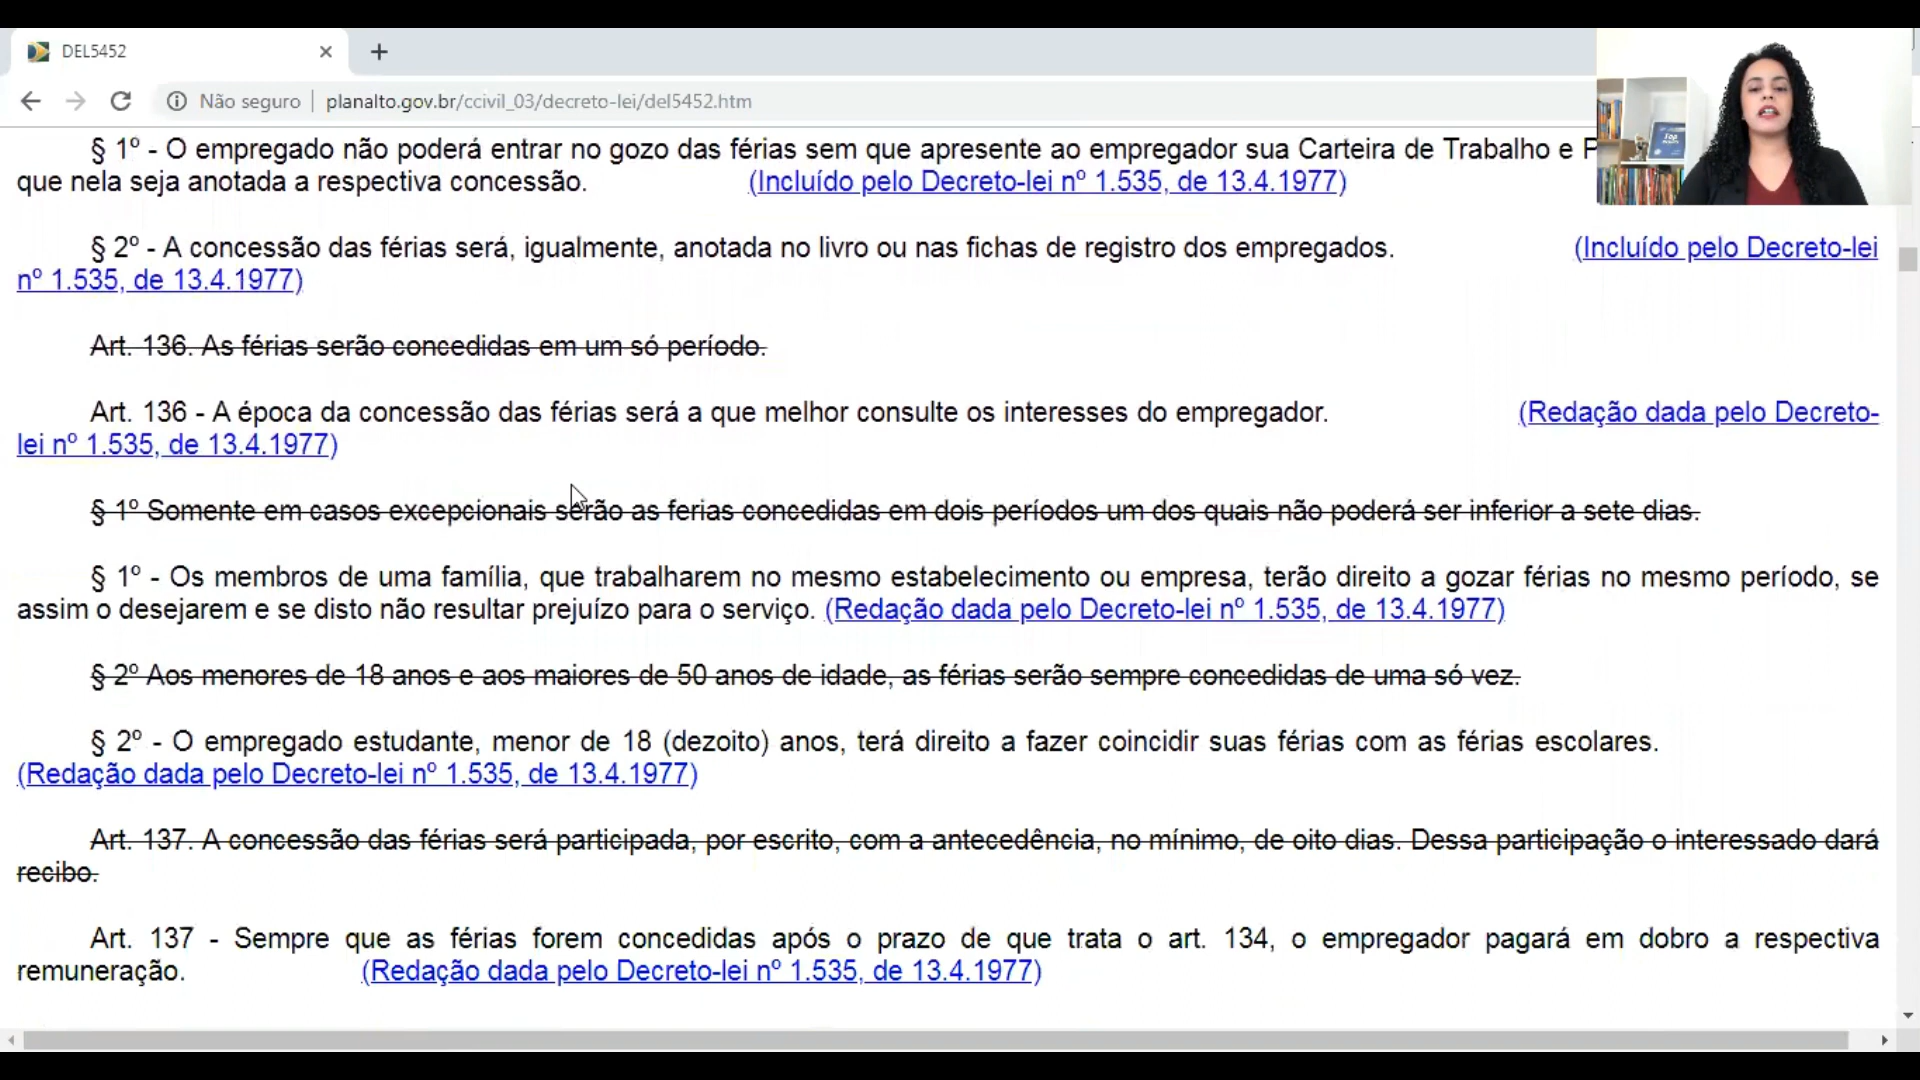 DEL5452
Não seguro | planalto.gov.br/ccivil_03/decreto-lei/del5452.htm
§ 1º - O empregado não poderá entrar no gozo das férias sem que apresente ao empregador sua Carteira de Trabalho e P
que nela seja anotada a respectiva concessão. (Incluído pelo Decreto-lei nº 1.535, de 13.4.1977)
§ 2º - A concessão das férias será, igualmente, anotada no livro ou nas fichas de registro dos empregados. (Incluído pelo Decreto-lei
nº 1.535, de 13.4.1977)
Art. 136. As férias serão concedidas em um só período.
Art. 136 - A época da concessão das férias será a que melhor consulte os interesses do empregador. (Redação dada pelo Decreto-
lei nº 1.535, de 13.4.1977)
§ 1º Somente em casos excepcionais serão as ferias concedidas em dois períodos um dos quais não poderá ser inferior a sete dias.
§ 1º - Os membros de uma família, que trabalharem no mesmo estabelecimento ou empresa, terão direito a gozar férias no mesmo período, se
assim o desejarem e se disto não resultar prejuízo para o serviço. (Redação dada pelo Decreto-lei nº 1.535, de 13.4.1977)
§ 2º Aos menores de 18 anos e aos maiores de 50 anos de idade, as férias serão sempre concedidas de uma só vez.
§ 2º - O empregado estudante, menor de 18 (dezoito) anos, terá direito a fazer coincidir suas férias com as férias escolares.
(Redação dada pelo Decreto-lei nº 1.535, de 13.4.1977)
Art. 137. A concessão das férias será participada, por escrito, com a antecedência, no mínimo, de oito dias. Dessa participação o interessado dará
recibo.
Art. 137 - Sempre que as férias forem concedidas após o prazo de que trata o art. 134, o empregador pagará em dobro a respectiva
remuneração. (Redação dada pelo Decreto-lei nº 1.535, de 13.4.1977)